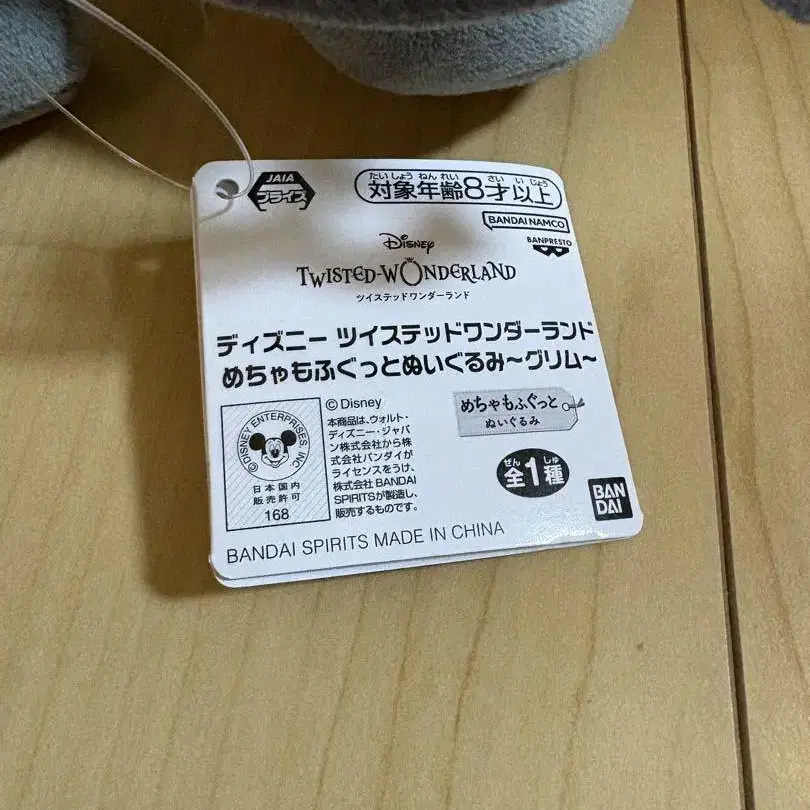 JAIA
プライズ
たいしょうねんれい さいいじょう
対象年齢8才以上
BANDAI NAMCO
BANPRESTO
Disney
TWISTED-WONDERLAND
ツイステッドワンダーランド
ディズニー ツイステッドワンダーランド
めちゃもふぐっとぬいぐるみ~グリム~
©DISNEY ENTERPRISES, INC.
日本国内
販売許可
168
©Disney
本商品は、ウォルト・
ディズニー・ジャパ
ン株式会社から株
式会社バンダイが
ライセンスをうけ、
株式会社BANDAI
SPIRITSが製造し、
販売するものです。
めちゃもふぐっと
ぬいぐるみ
ぜん しゅ
全1種
BAN
DAI
BANDAI SPIRITS MADE IN CHINA